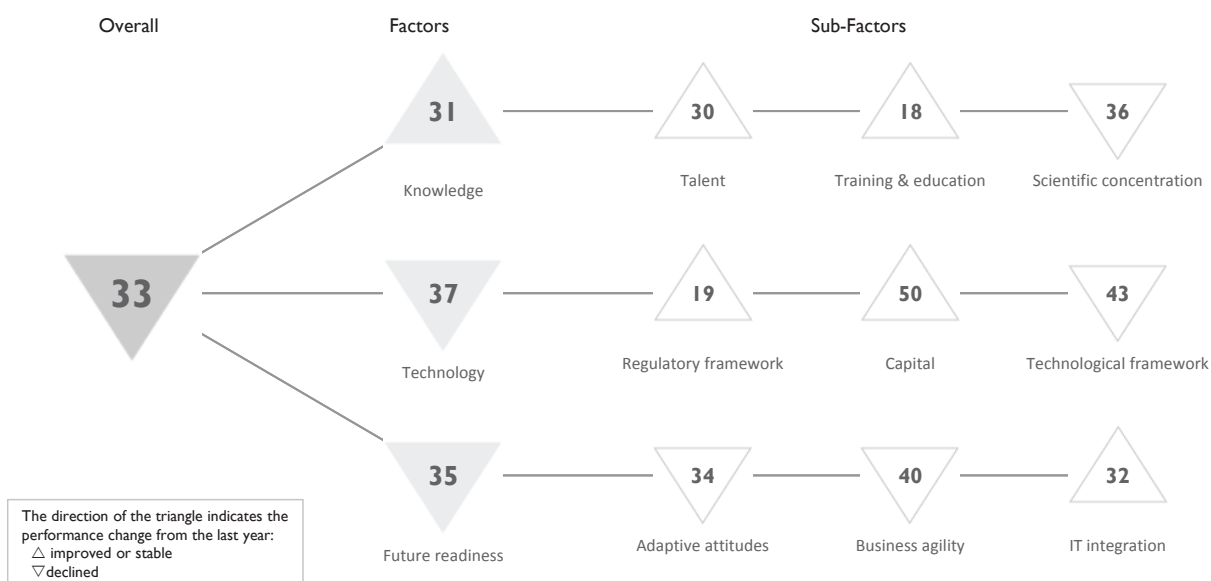 Overall Factors Sub-Factors
31 30 18 36
Knowledge Talent Training & education Scientific concentration
33 37 19 50 43
Technology Regulatory framework Capital Technological framework
35 34 40 32
Future readiness Adaptive attitudes Business agility IT integration
The direction of the triangle indicates the
performance change from the last year:
△ improved or stable
▽ declined